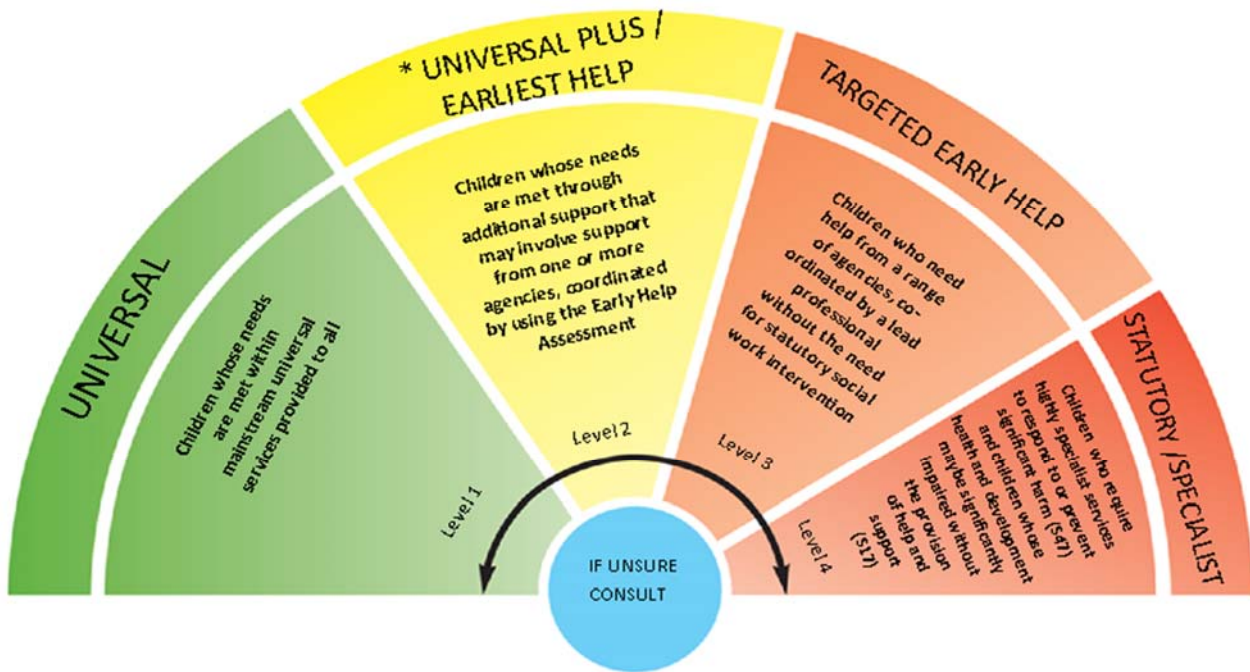 UNIVERSAL
Children whose needs
are met within
mainstream universal
services provided to all
Level 1
* UNIVERSAL PLUS /
EARLIEST HELP
Children whose needs
are met through
additional support that
may involve support
from one or more
agencies, coordinated
by using the Early Help
Assessment
Level 2
TARGETED EARLY HELP
Children who need
help from a range
of agencies, co-
ordinated by a lead
professional
without the need
for statutory social
work intervention
Level 3
STATUTORY /SPECIALIST
Children who require
highly specialist services
to respond to or prevent
significant harm (S47)
and children whose
health and development
may be significantly
impaired without
the provision
of help and
support
(S17)
Level 4
IF UNSURE
CONSULT